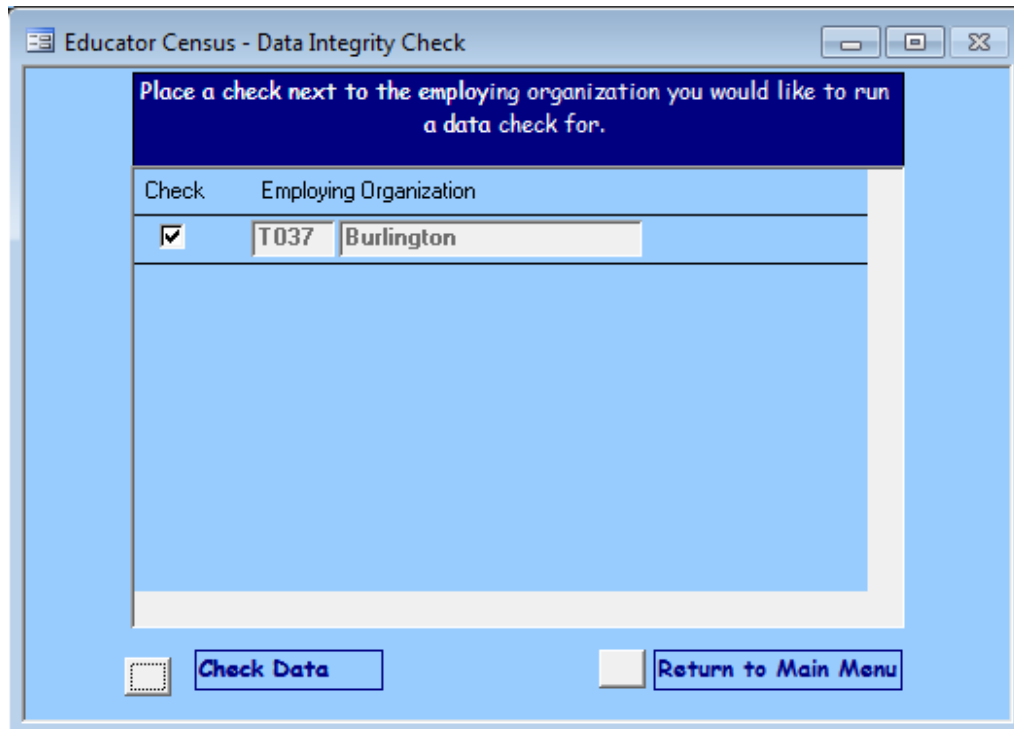 Educator Census - Data Integrity Check
Place a check next to the employing organization you would like to run
a data check for.
Check Employing Organization
T037 Burlington
Check Data Return to Main Menu